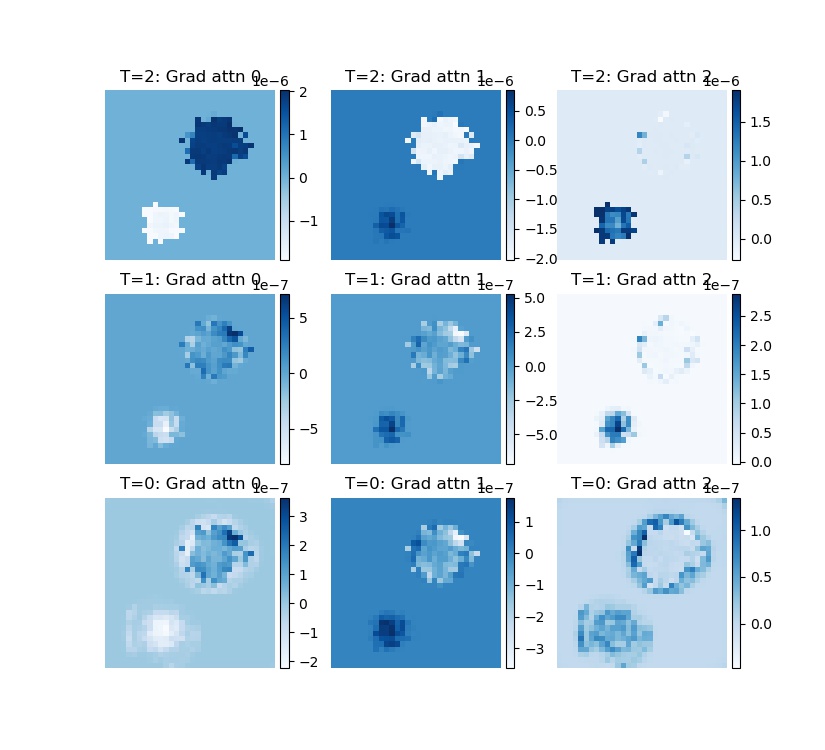 T=2: Grad attn 0
1e−6
T=2: Grad attn 1
1e−6
T=2: Grad attn 2
1e−6
2
1
0
−1
0.5
0.0
−0.5
−1.0
−1.5
−2.0
1.5
1.0
0.5
0.0
T=1: Grad attn 0
1e−7
T=1: Grad attn 1
1e−7
T=1: Grad attn 2
1e−7
5
0
−5
5.0
2.5
0.0
−2.5
−5.0
2.5
2.0
1.5
1.0
0.5
0.0
T=0: Grad attn 0
1e−7
T=0: Grad attn 1
1e−7
T=0: Grad attn 2
1e−7
3
2
1
0
−1
−2
1
0
−1
−2
−3
1.0
0.5
0.0